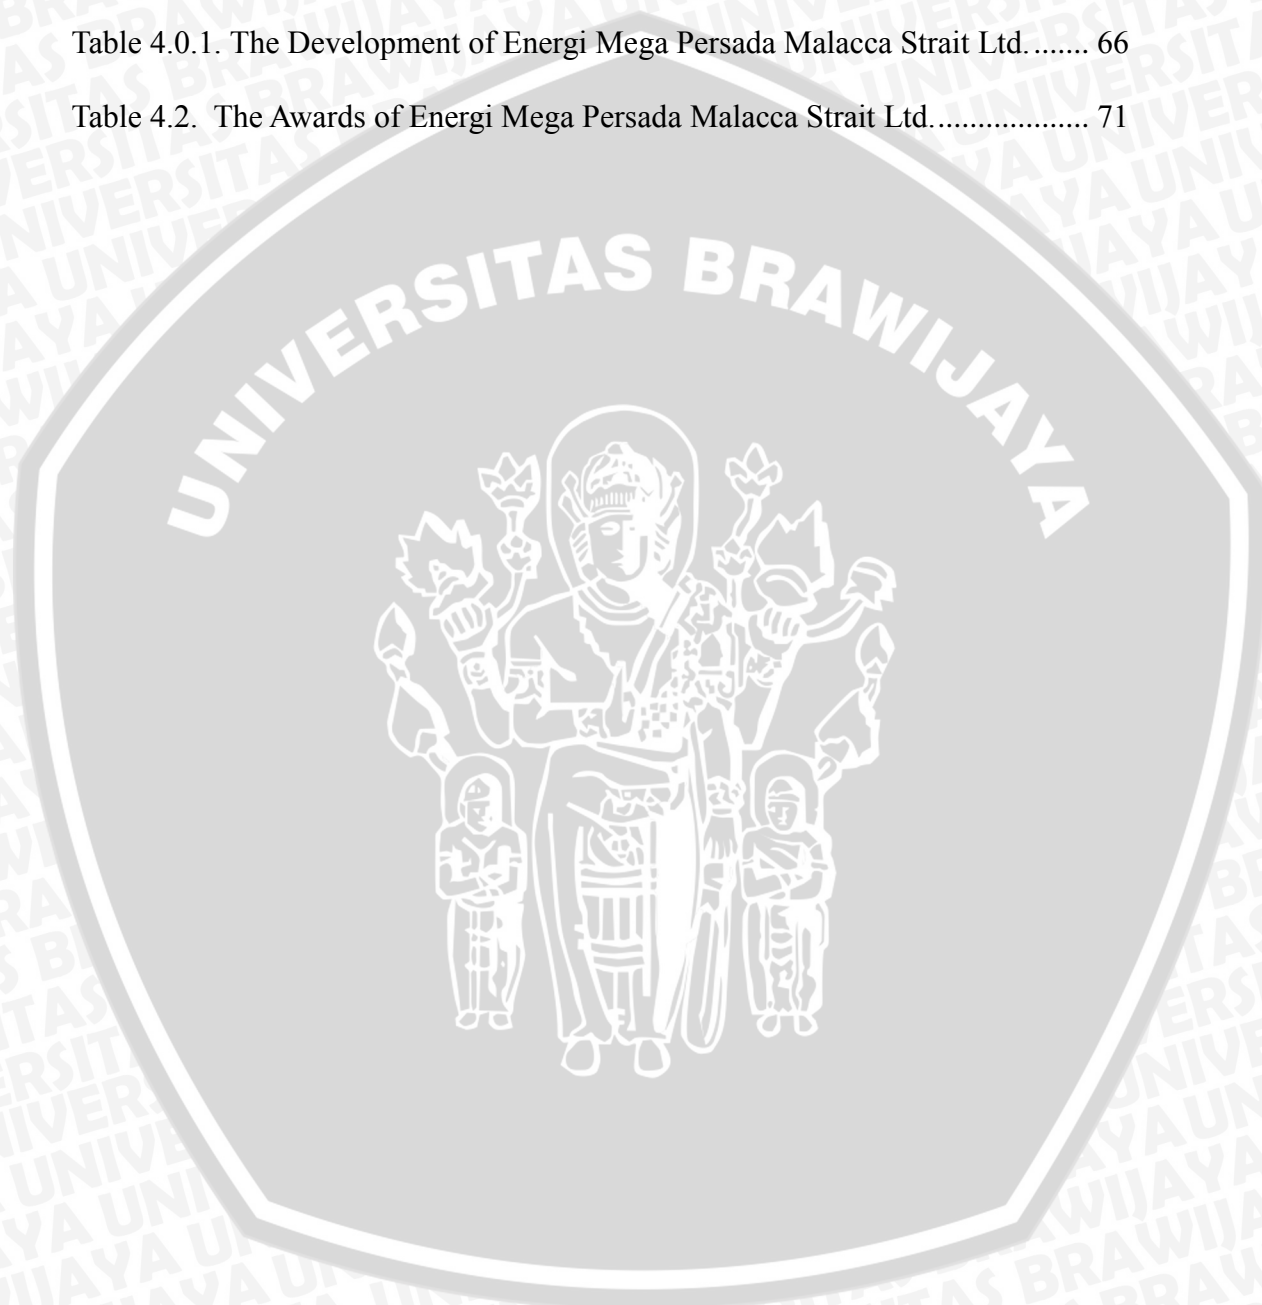 Table 4.0.1. The Development of Energi Mega Persada Malacca Strait Ltd. ....... 66
Table 4.2.  The Awards of Energi Mega Persada Malacca Strait Ltd.................... 71
UNIVERSITAS BRAWIJAYA